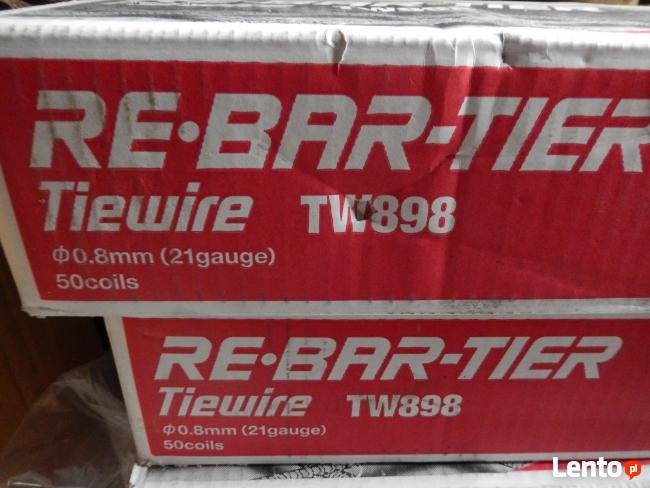 RE•BAR-TIER
Tiewire TW898
ϕ0.8mm (21gauge)
50coils
RE•BAR-TIER
Tiewire TW898
ϕ0.8mm (21gauge)
50coils
Lento.pl